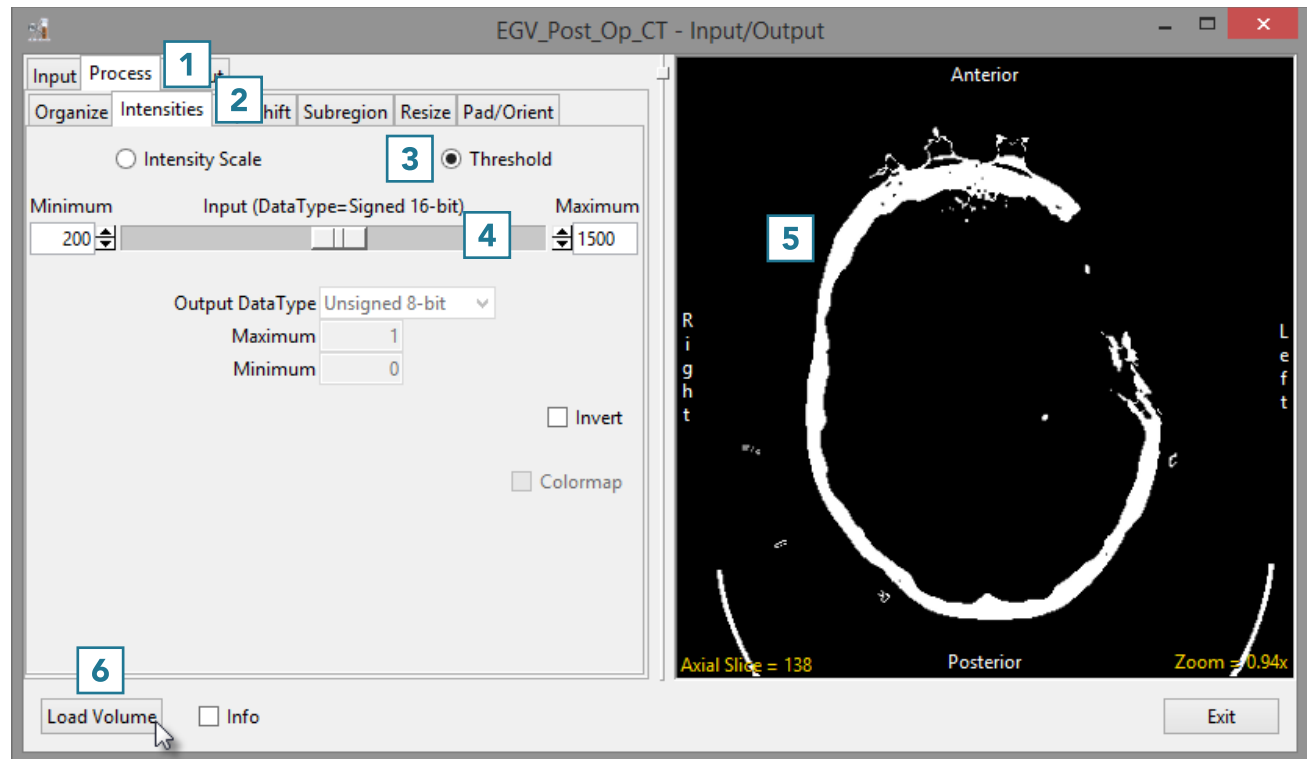 EGV_Post_Op_CT - Input/Output
Input Process 1
Organize Intensities 2 Subregion Resize Pad/Orient
Intensity Scale 3 Threshold
Minimum Input (DataType=Signed 16-bit) Maximum
200 4 1500
Output DataType Unsigned 8-bit
Maximum 1
Minimum 0
Invert
Colormap
6
Load Volume Info
Anterior
5
Right
Left
Axial Slice = 138 Posterior Zoom = 0.94x
Exit